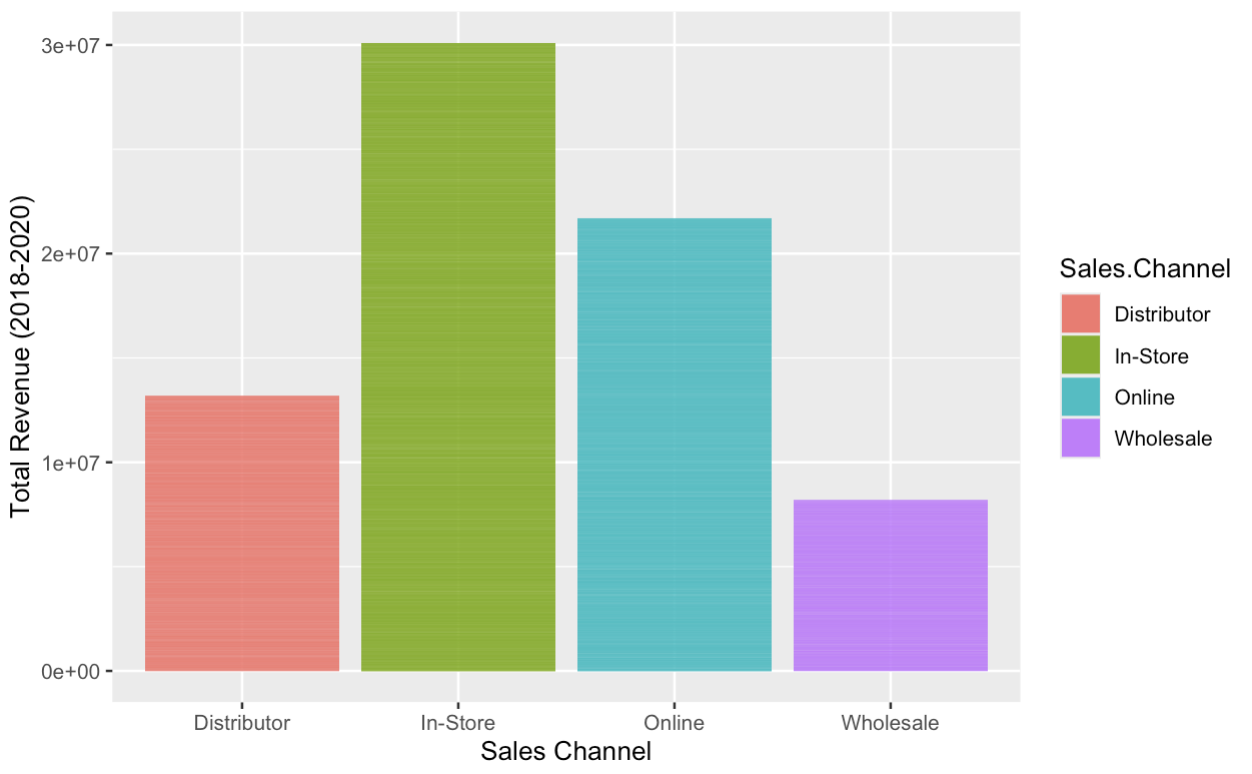 3e+07
2e+07
1e+07
0e+00
Total Revenue (2018-2020)
Distributor
In-Store
Online
Wholesale
Sales Channel
Sales.Channel
Distributor
In-Store
Online
Wholesale